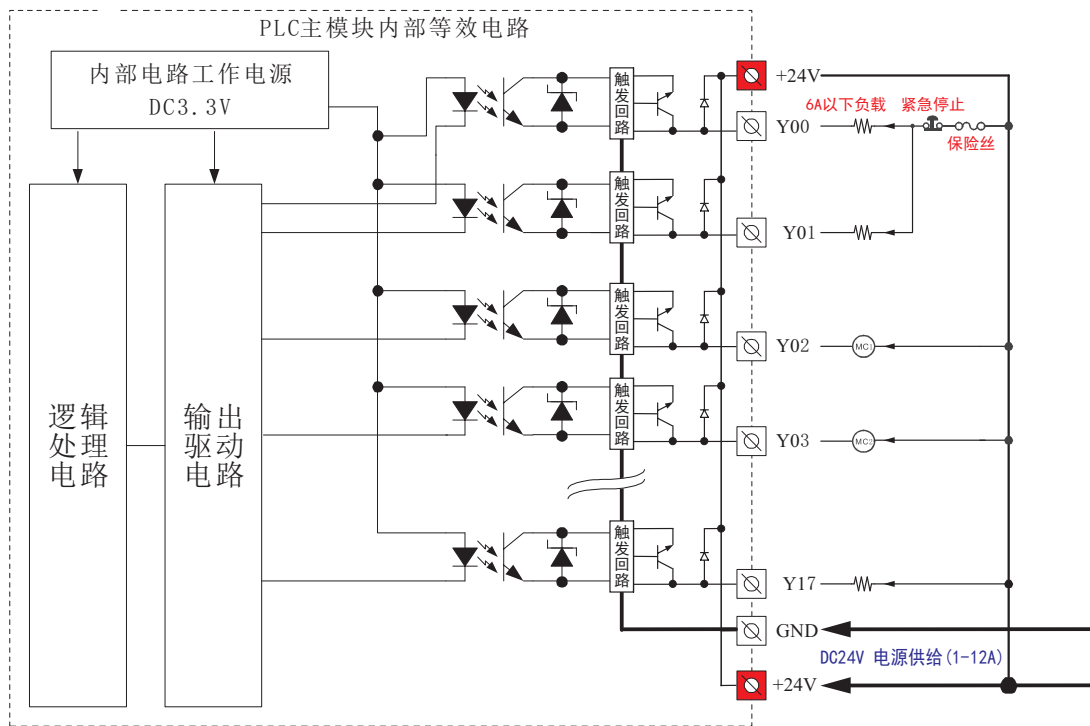 PLC主模块内部等效电路
内部电路工作电源
DC3.3V
逻辑
处理
电路
输出
驱动
电路
触发回路
触发回路
触发回路
触发回路
触发回路
+24V
6A以下负载 紧急停止
Y00
保险丝
Y01
Y02
MC1
Y03
MC2
Y17
GND
DC24V 电源供给(1-12A)
+24V